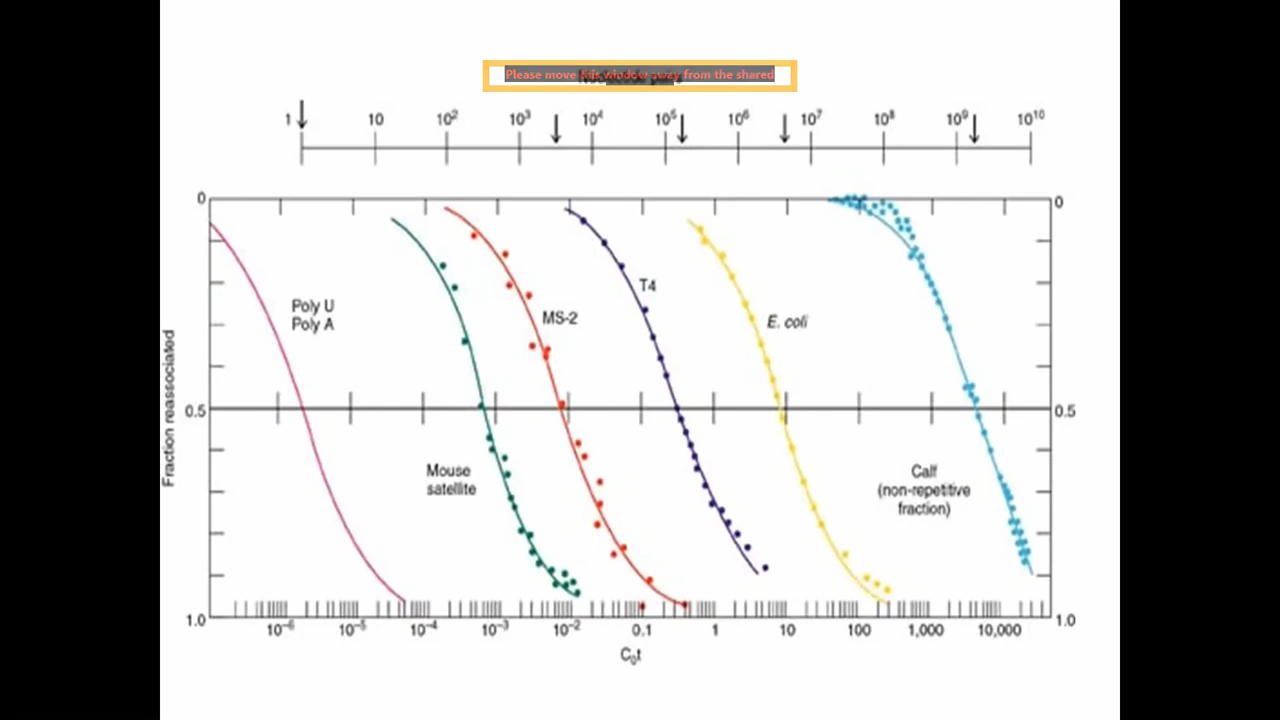 Please move this window away from the shared
1 10 10² 10³ 10⁴ 10⁵ 10⁶ 10⁷ 10⁸ 10⁹ 10¹⁰
0 0
T4
Poly U
Poly A
MS-2
E. coli
Fraction reassociated
0.5 0.5
Mouse
satellite
Calf
(non-repetitive
fraction)
1.0 1.0
10⁻⁶ 10⁻⁵ 10⁻⁴ 10⁻³ 10⁻² 0.1 1 10 100 1,000 10,000
C₀t